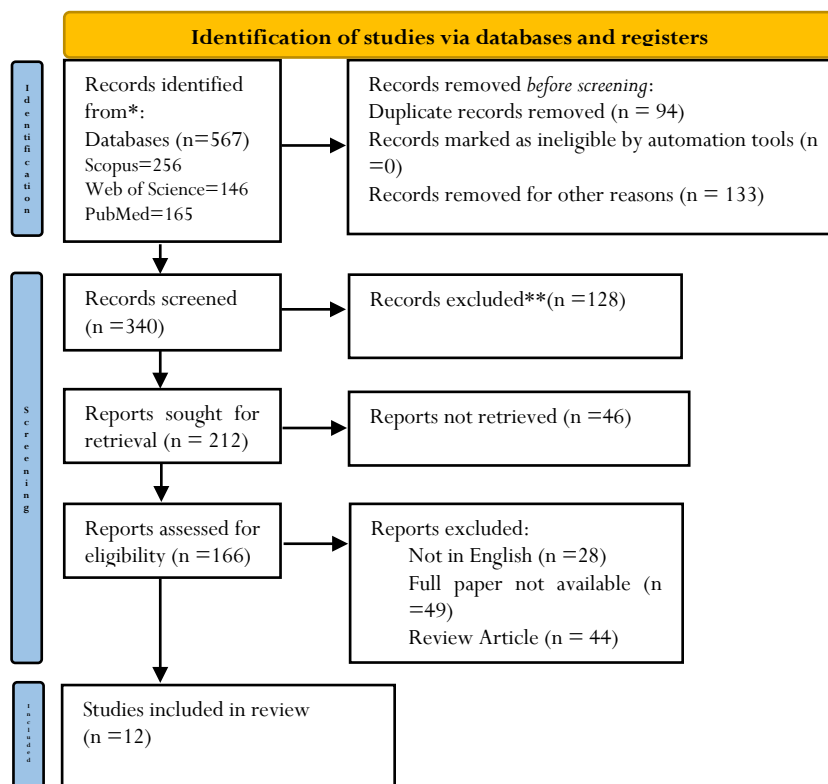 Identification of studies via databases and registers
Identification
Records identified
from*:
Databases (n=567)
Scopus=256
Web of Science=146
PubMed=165
Records removed before screening:
Duplicate records removed (n = 94)
Records marked as ineligible by automation tools (n
=0)
Records removed for other reasons (n = 133)
Screening
Records screened
(n =340)
Records excluded**(n =128)
Reports sought for
retrieval (n = 212)
Reports not retrieved (n =46)
Reports assessed for
eligibility (n =166)
Reports excluded:
Not in English (n =28)
Full paper not available (n
=49)
Review Article (n = 44)
Included
Studies included in review
(n =12)